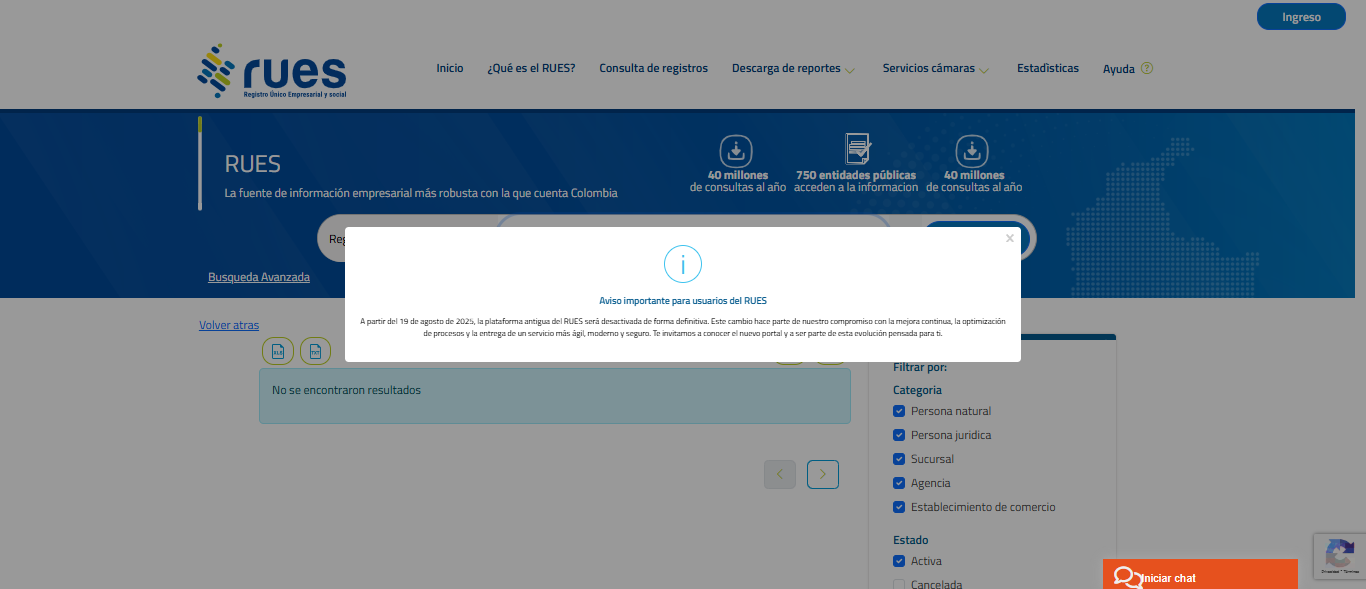 Ingreso
rues
Registro Único Empresarial y social
Inicio
¿Qué es el RUES?
Consulta de registros
Descarga de reportes
Servicios cámaras
Estadìsticas
Ayuda ?
RUES
La fuente de información empresarial más robusta con la que cuenta Colombia
40 millones
de consultas al año
750 entidades públicas
acceden a la informacion
40 millones
de consultas al año
Busqueda Avanzada
Aviso importante para usuarios del RUES
A partir del 19 de agosto de 2025, la plataforma antigua del RUES será desactivada de forma definitiva. Este cambio hace parte de nuestro compromiso con la mejora continua, la optimización
de procesos y la entrega de un servicio más ágil, moderno y seguro. Te invitamos a conocer el nuevo portal y a ser parte de esta evolución pensada para ti.
Volver atras
XLS
TXT
No se encontraron resultados
Filtrar por:
Categoria
Persona natural
Persona juridica
Sucursal
Agencia
Establecimiento de comercio
Estado
Activa
Cancelada
Iniciar chat